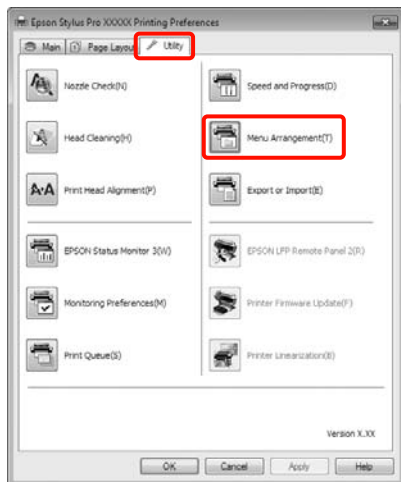 Epson Stylus Pro XXXXX Printing Preferences
Main Page Layout Utility
Nozzle Check(N)
Speed and Progress(D)
Head Cleaning(H)
Menu Arrangement(T)
Print Head Alignment(P)
Export or Import(E)
EPSON Status Monitor 3(W)
EPSON LFP Remote Panel 2(R)
Monitoring Preferences(M)
Printer Firmware Update(F)
Print Queue(S)
Printer Linearization(B)
Version X.XX
OK Cancel Apply Help